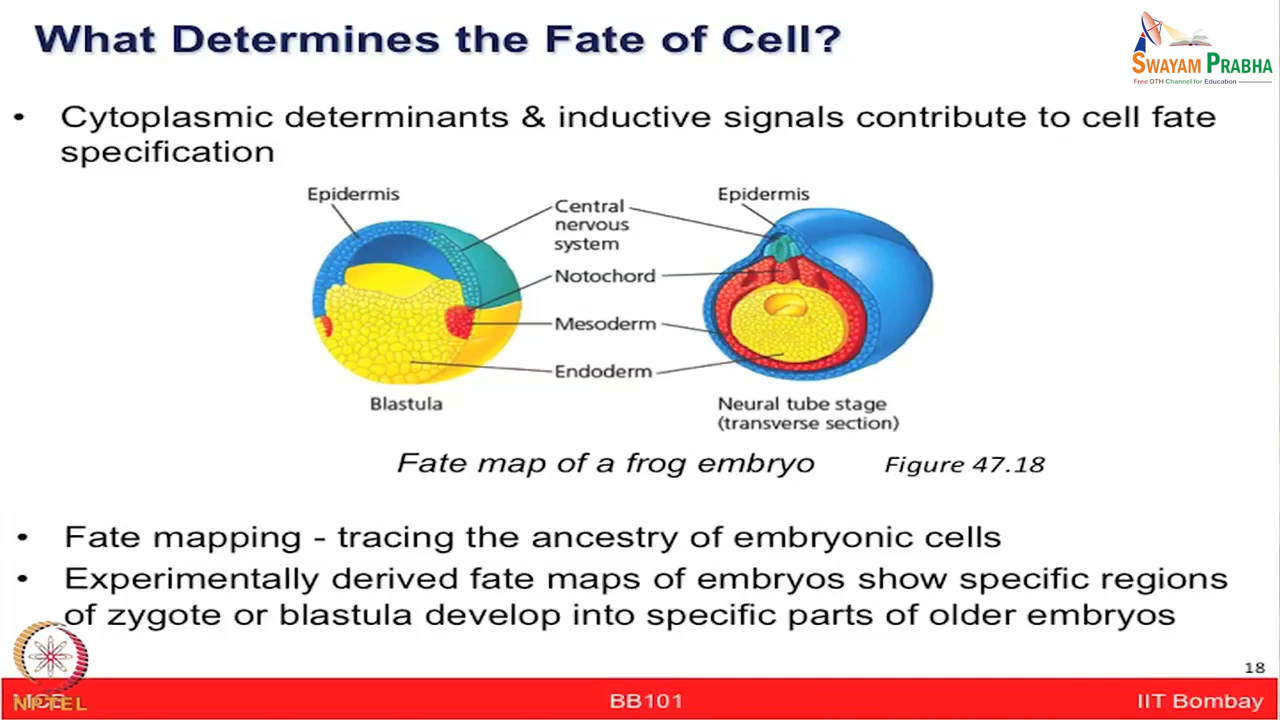 What Determines the Fate of Cell?
SWAYAM PRABHA
Free DTH Channel for Education
• Cytoplasmic determinants & inductive signals contribute to cell fate
specification
Epidermis
Central
nervous
system
Epidermis
Notochord
Mesoderm
Endoderm
Blastula
Neural tube stage
(transverse section)
Fate map of a frog embryo
Figure 47.18
• Fate mapping - tracing the ancestry of embryonic cells
• Experimentally derived fate maps of embryos show specific regions
of zygote or blastula develop into specific parts of older embryos
18
NPTEL
BB101
IIT Bombay